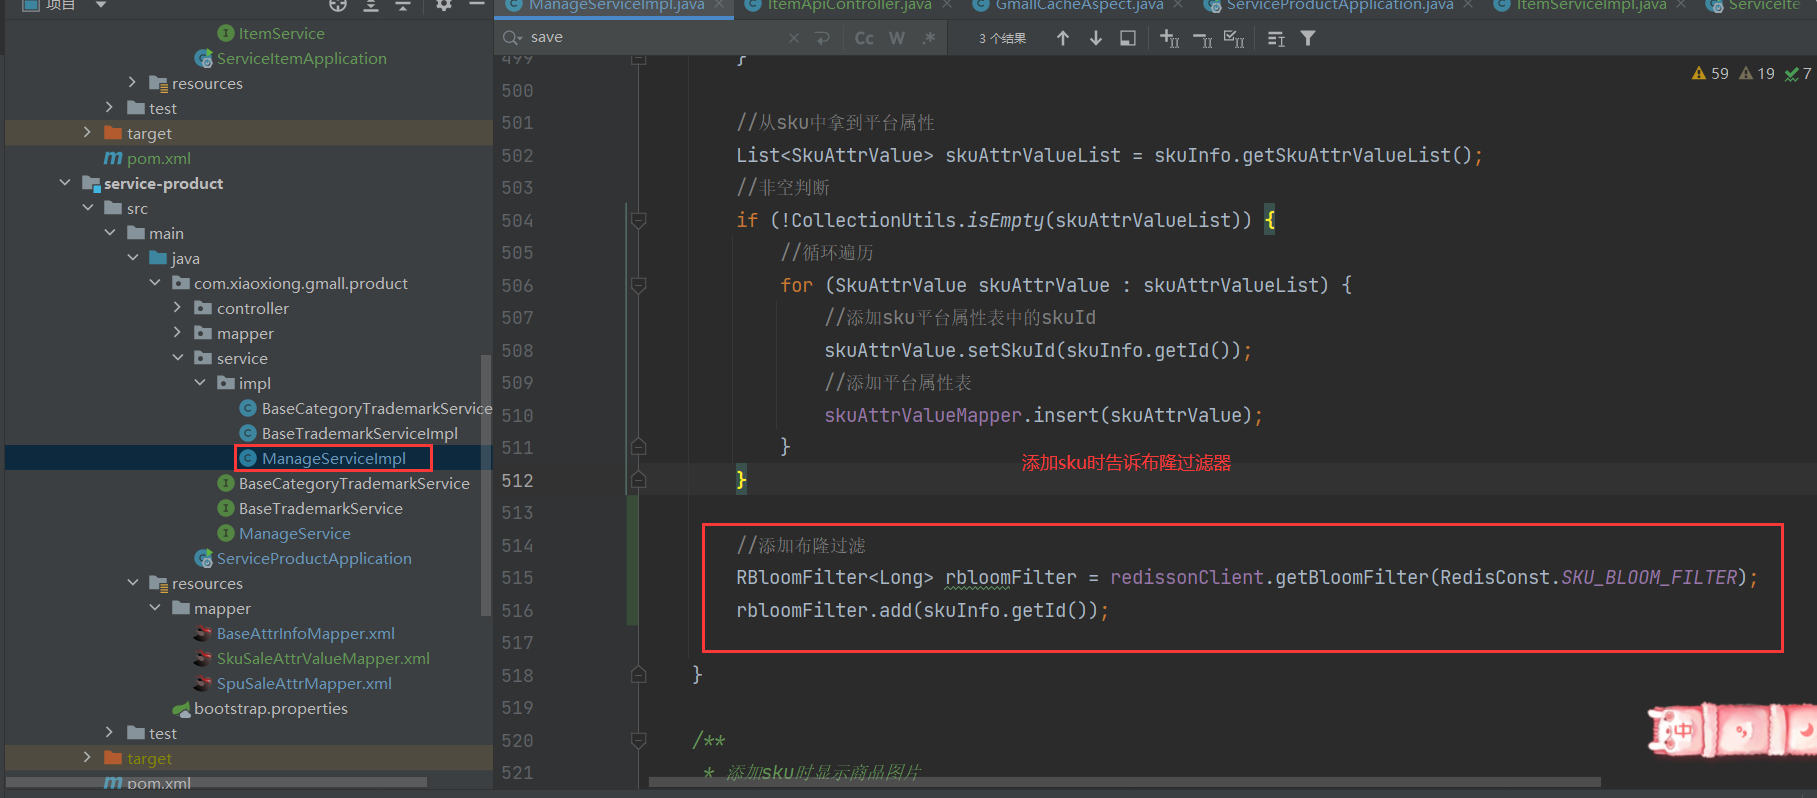 项目
ManageServiceImpl.java
ItemApiController.java
GmallCacheAspect.java
ServiceProductApplication.java
ItemServiceImpl.java
ServiceIte
save
Cc W .*
3 个结果
59 19 7
ItemService
ServiceItemApplication
resources
test
target
pom.xml
service-product
src
main
java
com.xiaoxiong.gmall.product
controller
mapper
service
impl
BaseCategoryTrademarkService
BaseTrademarkServiceImpl
ManageServiceImpl
BaseCategoryTrademarkService
BaseTrademarkService
ManageService
ServiceProductApplication
resources
mapper
BaseAttrInfoMapper.xml
SkuSaleAttrValueMapper.xml
SpuSaleAttrMapper.xml
bootstrap.properties
test
target
pom.xml
499 }
500
501 //从sku中拿到平台属性
502 List<SkuAttrValue> skuAttrValueList = skuInfo.getSkuAttrValueList();
503 //非空判断
504 if (!CollectionUtils.isEmpty(skuAttrValueList)) {
505 //循环遍历
506 for (SkuAttrValue skuAttrValue : skuAttrValueList) {
507 //添加sku平台属性表中的skuId
508 skuAttrValue.setSkuId(skuInfo.getId());
509 //添加平台属性表
510 skuAttrValueMapper.insert(skuAttrValue);
511 }
添加sku时告诉布隆过滤器
512 }
513
514 //添加布隆过滤
515 RBloomFilter<Long> rbloomFilter = redissonClient.getBloomFilter(RedisConst.SKU_BLOOM_FILTER);
516 rbloomFilter.add(skuInfo.getId());
517
518 }
519
520 /**
521 * 添加sku时显示商品图片
中